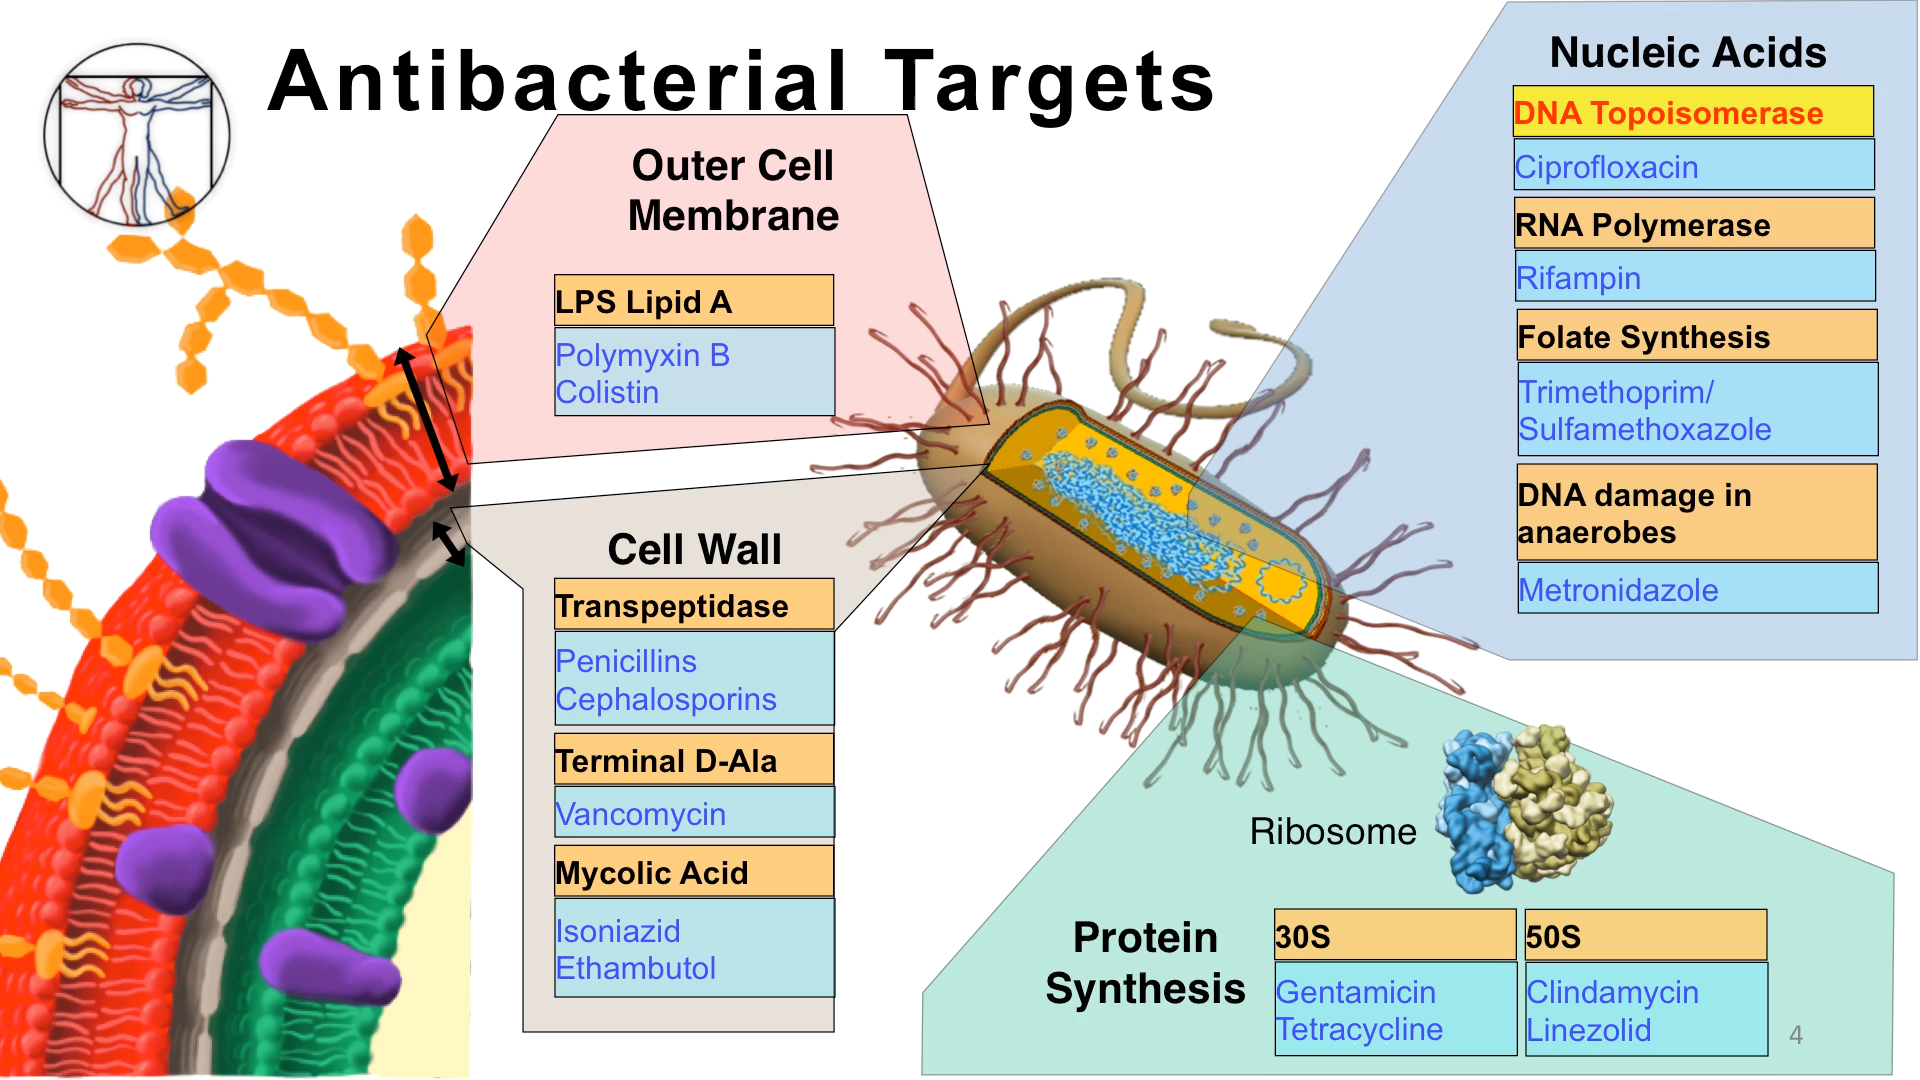 Antibacterial Targets
Outer Cell
Membrane
LPS Lipid A
Polymyxin B
Colistin
Cell Wall
Transpeptidase
Penicillins
Cephalosporins
Terminal D-Ala
Vancomycin
Mycolic Acid
Isoniazid
Ethambutol
Nucleic Acids
DNA Topoisomerase
Ciprofloxacin
RNA Polymerase
Rifampin
Folate Synthesis
Trimethoprim/
Sulfamethoxazole
DNA damage in
anaerobes
Metronidazole
Ribosome
Protein
Synthesis
30S
Gentamicin
Tetracycline
50S
Clindamycin
Linezolid
4